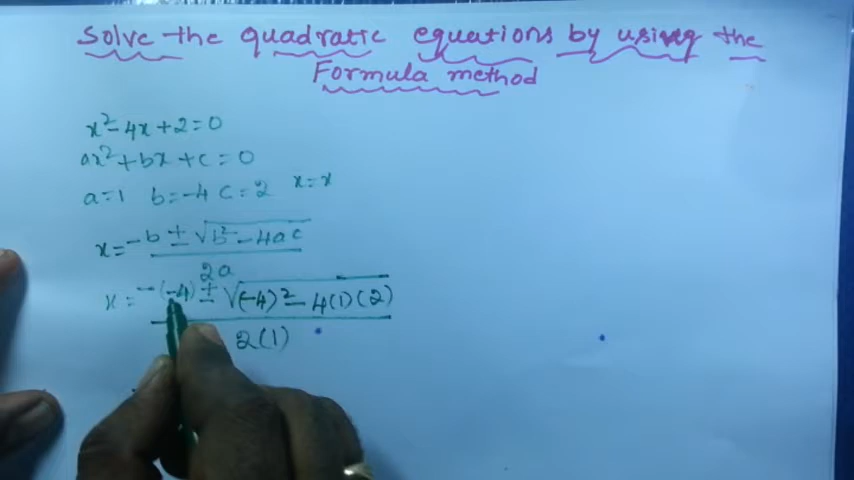 Solve the quadratic equations by using the
Formula method
x² - 4x + 2 = 0
ax² + bx + c = 0
a = 1 b = -4 c = 2 x = x
x = -b ± √b² - 4ac
2a
x = -(-4) ± √(-4)² - 4(1)(2)
2(1)